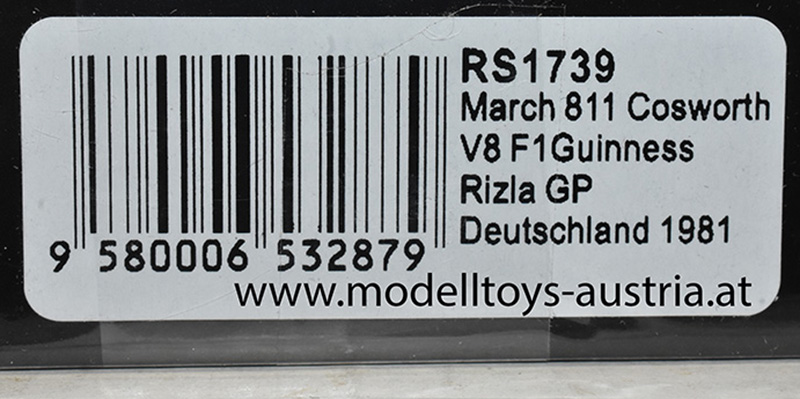 RS1739
March 811 Cosworth
V8 F1Guinness
Rizla GP
Deutschland 1981
9 580006 532879
www.modelltoys-austria.at